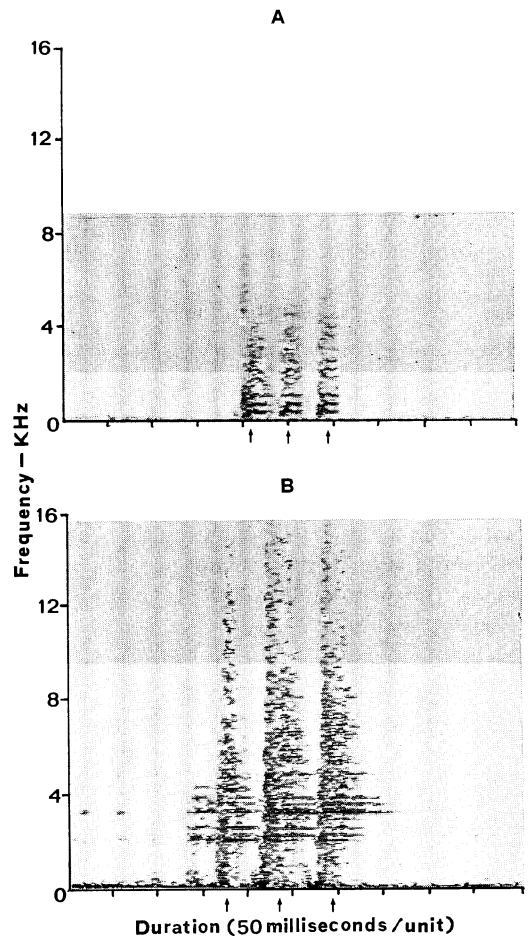 A
16
12
8
4
0
Frequency — KHz
B
16
12
8
4
0
Duration (50 milliseconds/unit)